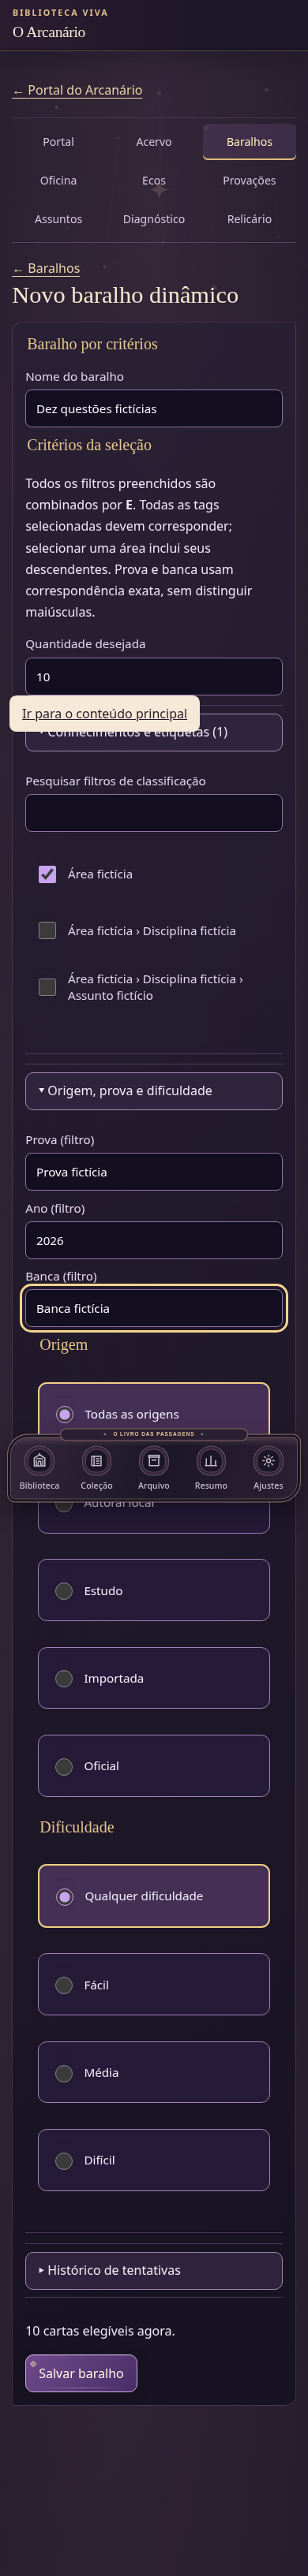 BIBLIOTECA VIVA
O Arcanário
← Portal do Arcanário
Portal
Acervo
Baralhos
Oficina
Ecos
Provações
Assuntos
Diagnóstico
Relicário
← Baralhos
Novo baralho dinâmico
Baralho por critérios
Nome do baralho
Dez questões fictícias
Critérios da seleção
Todos os filtros preenchidos são
combinados por E. Todas as tags
selecionadas devem corresponder;
selecionar uma área inclui seus
descendentes. Prova e banca usam
correspondência exata, sem distinguir
maiúsculas.
Quantidade desejada
10
Ir para o conteúdo principal
Conhecimentos e etiquetas (1)
Pesquisar filtros de classificação
Área fictícia
Área fictícia › Disciplina fictícia
Área fictícia › Disciplina fictícia ›
Assunto fictício
Origem, prova e dificuldade
Prova (filtro)
Prova fictícia
Ano (filtro)
2026
Banca (filtro)
Banca fictícia
Origem
Todas as origens
O LIVRO DAS PASSAGENS
Biblioteca
Coleção
Arquivo
Resumo
Ajustes
Autoral local
Estudo
Importada
Oficial
Dificuldade
Qualquer dificuldade
Fácil
Média
Difícil
Histórico de tentativas
10 cartas elegíveis agora.
Salvar baralho